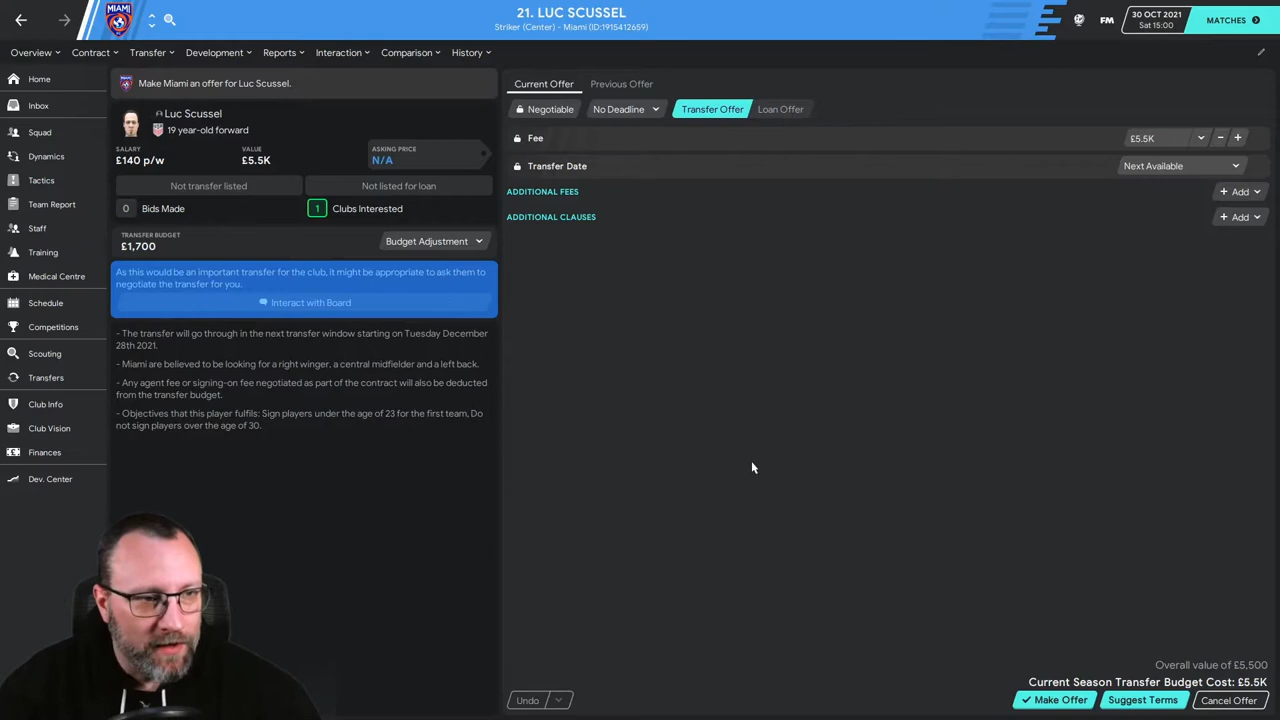 MIAMI
21. LUC SCUSSEL
Striker (Center) - Miami (ID:1915412659)
FM
30 OCT 2021
Sat 15:00
MATCHES
Overview
Contract
Transfer
Development
Reports
Interaction
Comparison
History
Home
Inbox
Squad
Dynamics
Tactics
Team Report
Staff
Training
Medical Centre
Schedule
Competitions
Scouting
Transfers
Club Info
Club Vision
Finances
Dev. Center
Make Miami an offer for Luc Scussel.
Luc Scussel
19 year-old forward
SALARY
£140 p/w
VALUE
£5.5K
ASKING PRICE
N/A
Not transfer listed
Not listed for loan
0 Bids Made
1 Clubs Interested
TRANSFER BUDGET
£1,700
Budget Adjustment
As this would be an important transfer for the club, it might be appropriate to ask them to
negotiate the transfer for you.
Interact with Board
- The transfer will go through in the next transfer window starting on Tuesday December
28th 2021.
- Miami are believed to be looking for a right winger, a central midfielder and a left back.
- Any agent fee or signing-on fee negotiated as part of the contract will also be deducted
from the transfer budget.
- Objectives that this player fulfils: Sign players under the age of 23 for the first team, Do
not sign players over the age of 30.
Current Offer
Previous Offer
Negotiable
No Deadline
Transfer Offer
Loan Offer
Fee
£5.5K
Transfer Date
Next Available
ADDITIONAL FEES
+ Add
ADDITIONAL CLAUSES
+ Add
Overall value of £5,500
Current Season Transfer Budget Cost: £5.5K
Undo
Make Offer
Suggest Terms
Cancel Offer